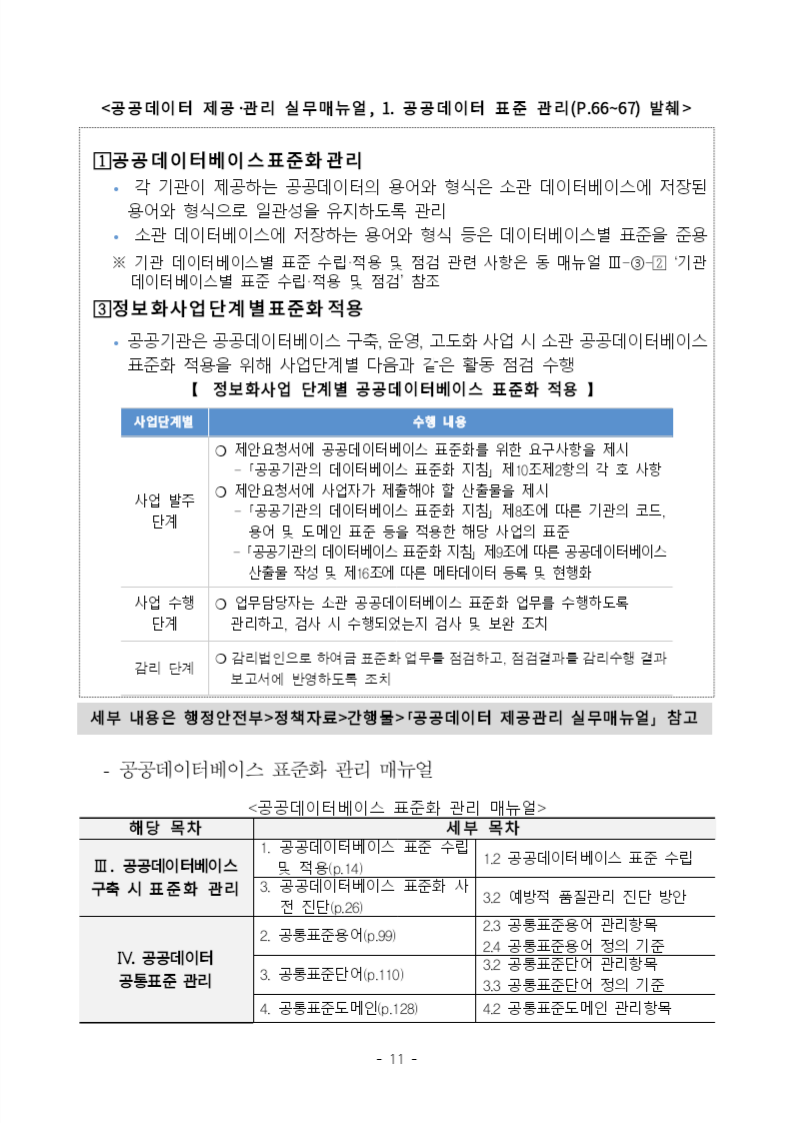 <공공데이터 제공·관리 실무매뉴얼, 1. 공공데이터 표준 관리(P.66~67) 발췌>
1공공데이터베이스표준화관리
• 각 기관이 제공하는 공공데이터의 용어와 형식은 소관 데이터베이스에 저장된
용어와 형식으로 일관성을 유지하도록 관리
• 소관 데이터베이스에 저장하는 용어와 형식 등은 데이터베이스별 표준을 준용
※ 기관 데이터베이스별 표준 수립·적용 및 점검 관련 사항은 동 매뉴얼 Ⅲ-③-2 ‘기관
데이터베이스별 표준 수립·적용 및 점검’ 참조
3정보화사업단계별표준화적용
• 공공기관은 공공데이터베이스 구축, 운영, 고도화 사업 시 소관 공공데이터베이스
표준화 적용을 위해 사업단계별 다음과 같은 활동 점검 수행
【 정보화사업 단계별 공공데이터베이스 표준화 적용 】
사업단계별 수행 내용
사업 발주
단계
❍ 제안요청서에 공공데이터베이스 표준화를 위한 요구사항을 제시
-「공공기관의 데이터베이스 표준화 지침」제10조제2항의 각 호 사항
❍ 제안요청서에 사업자가 제출해야 할 산출물을 제시
-「공공기관의 데이터베이스 표준화 지침」제8조에 따른 기관의 코드,
용어 및 도메인 표준 등을 적용한 해당 사업의 표준
-「공공기관의 데이터베이스 표준화 지침」제9조에 따른 공공데이터베이스
산출물 작성 및 제16조에 따른 메타데이터 등록 및 현행화
사업 수행
단계
❍ 업무담당자는 소관 공공데이터베이스 표준화 업무를 수행하도록
관리하고, 검사 시 수행되었는지 검사 및 보완 조치
감리 단계
❍ 감리법인으로 하여금 표준화 업무를 점검하고, 점검결과를 감리수행 결과
보고서에 반영하도록 조치
세부 내용은 행정안전부>정책자료>간행물>「공공데이터 제공관리 실무매뉴얼」 참고
- 공공데이터베이스 표준화 관리 매뉴얼
<공공데이터베이스 표준화 관리 매뉴얼>
해당 목차 세부 목차
Ⅲ. 공공데이터베이스
구축 시 표준화 관리
1. 공공데이터베이스 표준 수립
및 적용(p.14)
1.2 공공데이터베이스 표준 수립
3. 공공데이터베이스 표준화 사
전 진단(p.26)
3.2 예방적 품질관리 진단 방안
Ⅳ. 공공데이터
공통표준 관리
2. 공통표준용어(p.99)
2.3 공통표준용어 관리항목
2.4 공통표준용어 정의 기준
3. 공통표준단어(p.110)
3.2 공통표준단어 관리항목
3.3 공통표준단어 정의 기준
4. 공통표준도메인(p.128)
4.2 공통표준도메인 관리항목
- 11 -